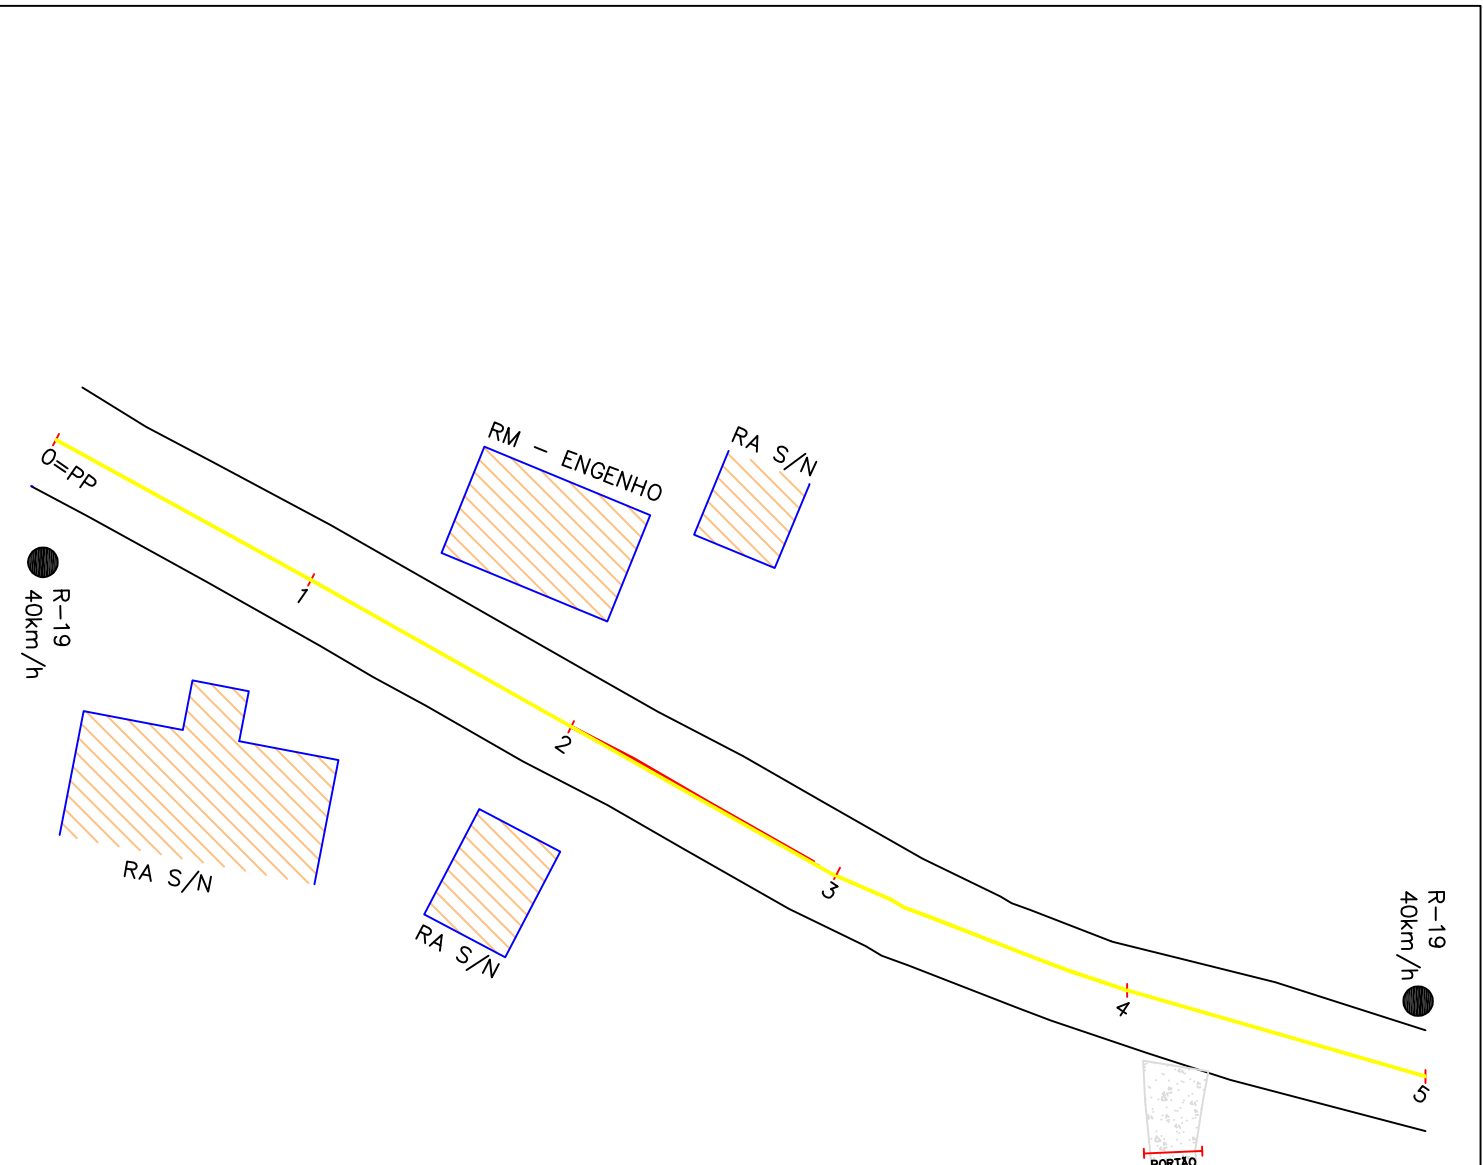 RM - ENGENHO
RA S/N
0=PP
R-19
40km/h
1
2
3
RA S/N
RA S/N
R-19
40km/h
4
5
PORTÃO